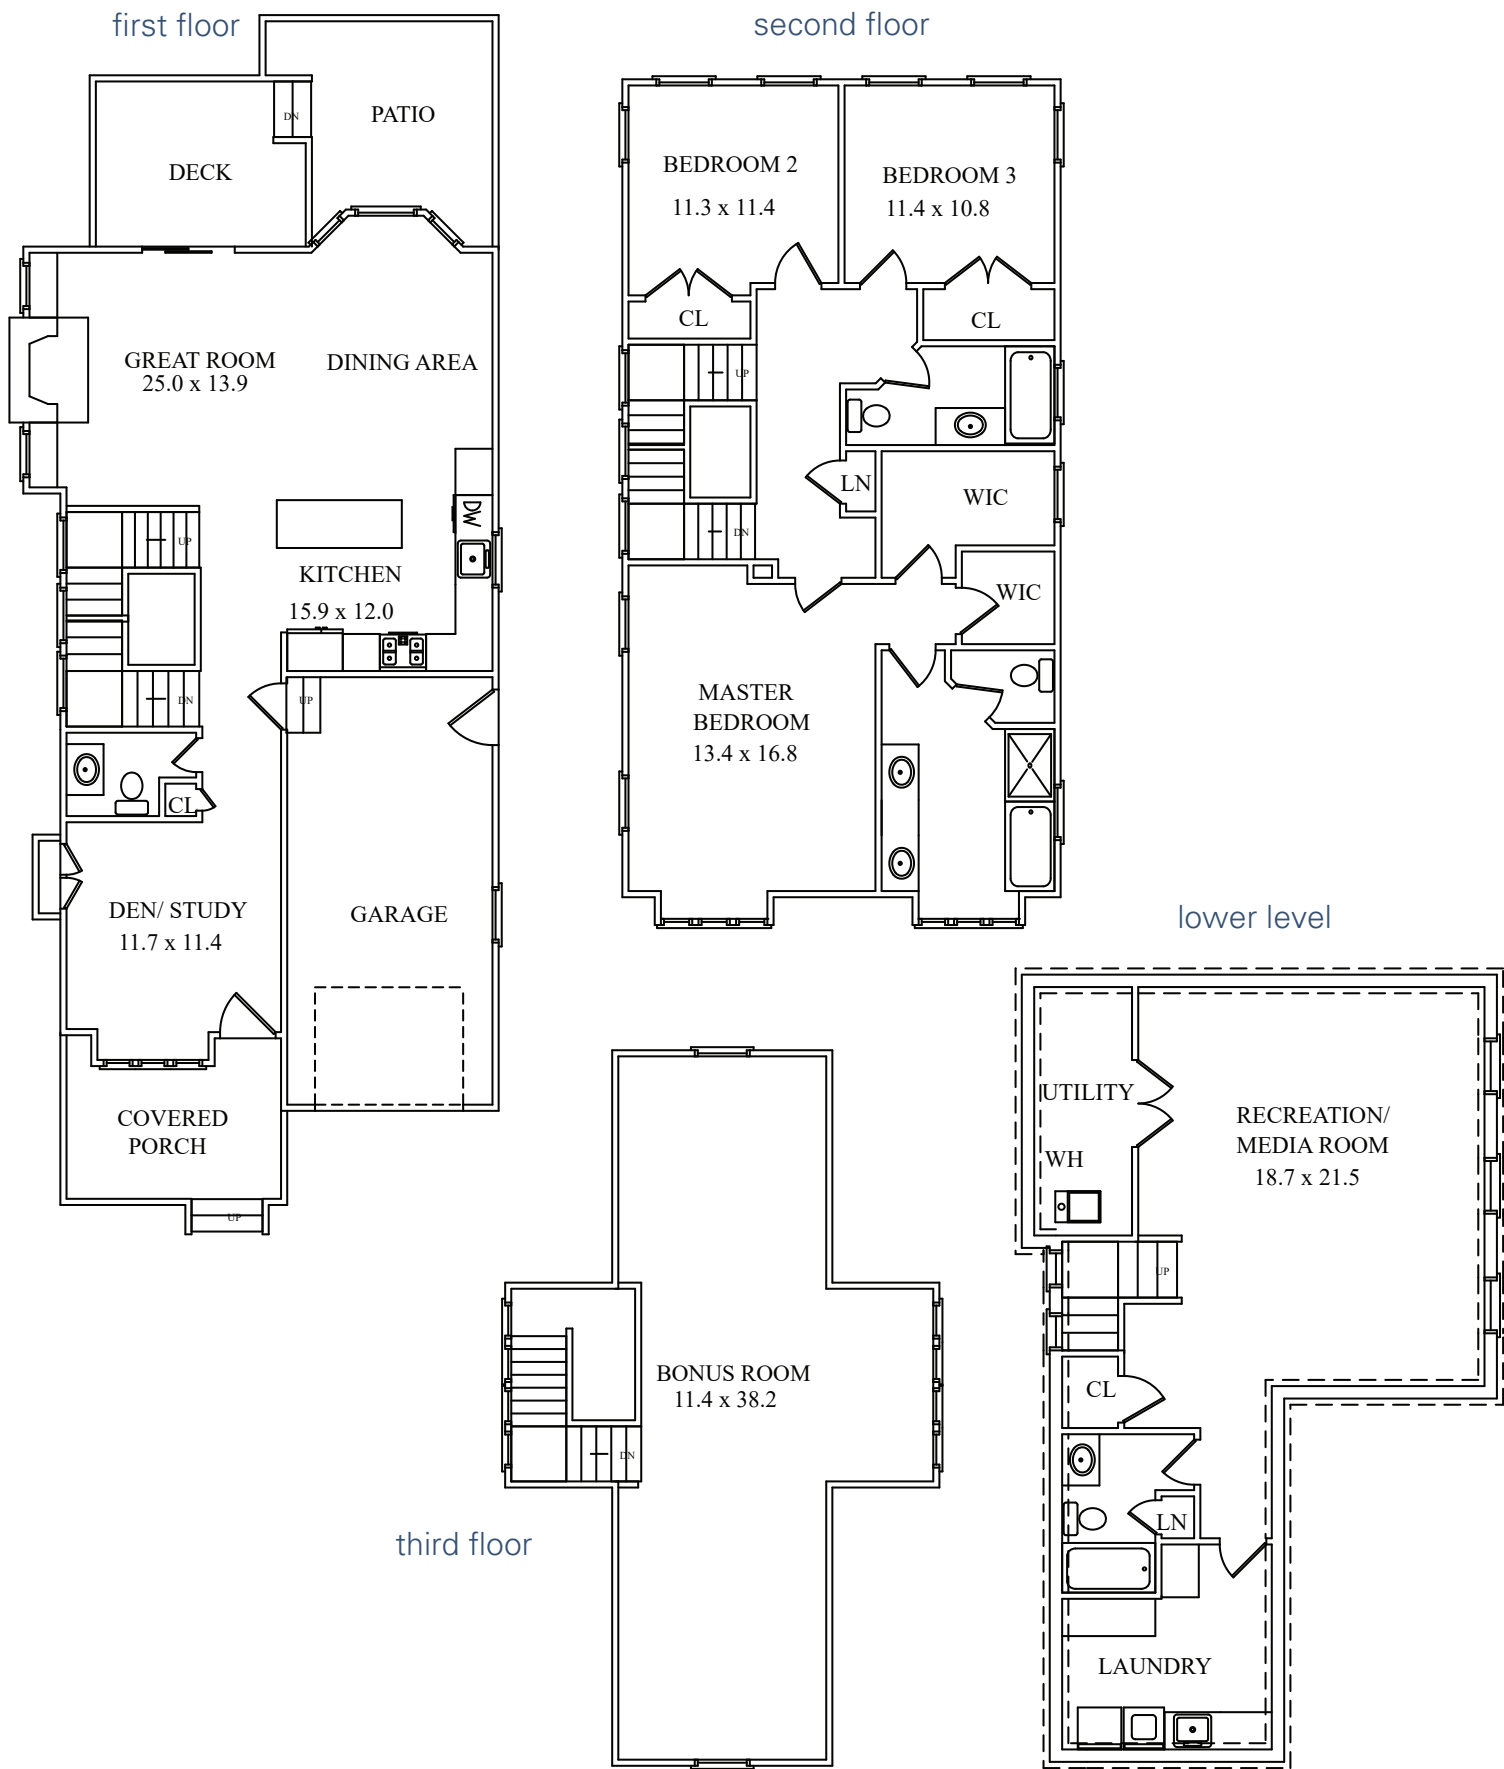 first floor
PATIO
DN
DECK
GREAT ROOM
25.0 x 13.9
DINING AREA
DW
UP
KITCHEN
15.9 x 12.0
DN
UP
CL
DEN/ STUDY
11.7 x 11.4
GARAGE
COVERED
PORCH
UP
second floor
BEDROOM 2
11.3 x 11.4
BEDROOM 3
11.4 x 10.8
CL
CL
UP
LN
WIC
DN
WIC
MASTER
BEDROOM
13.4 x 16.8
third floor
BONUS ROOM
11.4 x 38.2
DN
lower level
UTILITY
WH
RECREATION/
MEDIA ROOM
18.7 x 21.5
UP
CL
LN
LAUNDRY